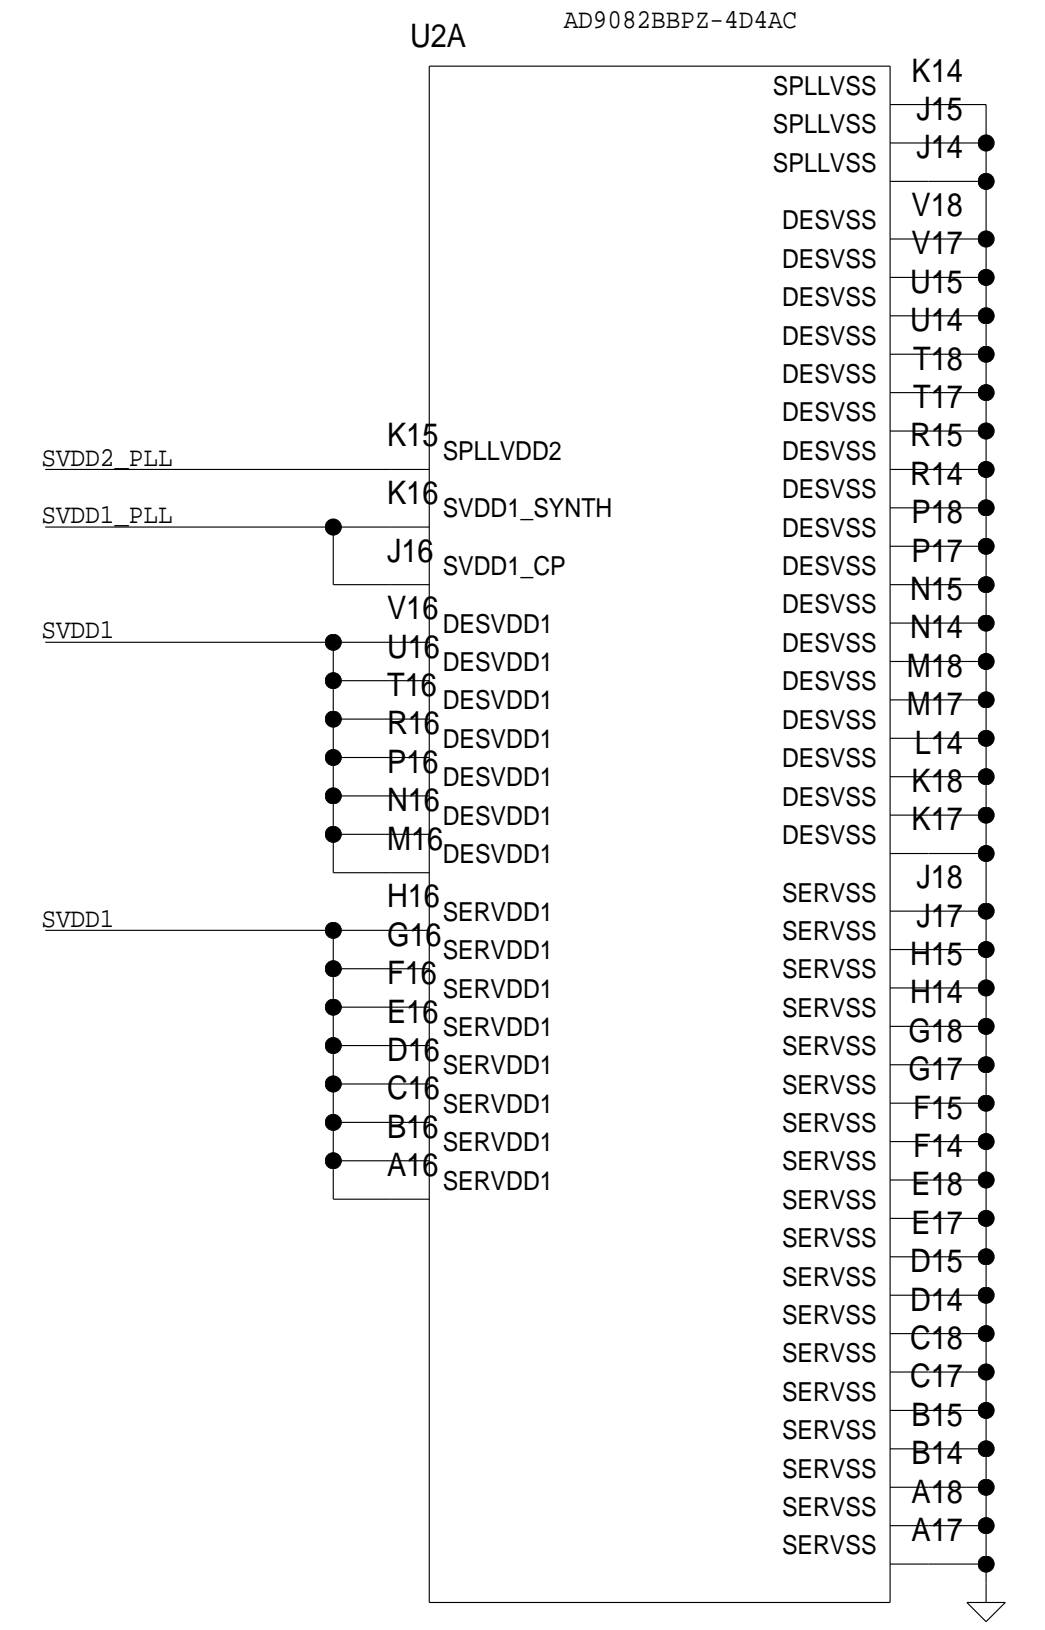 AD9082BBPZ-4D4AC
U2A
SVDD2_PLL K15 SPLLVDD2
SVDD1_PLL K16 SVDD1_SYNTH
J16 SVDD1_CP
SVDD1 V16 DESVDD1
U16 DESVDD1
T16 DESVDD1
R16 DESVDD1
P16 DESVDD1
N16 DESVDD1
M16 DESVDD1
SVDD1 H16 SERVDD1
G16 SERVDD1
F16 SERVDD1
E16 SERVDD1
D16 SERVDD1
C16 SERVDD1
B16 SERVDD1
A16 SERVDD1
SPLLVSS K14
SPLLVSS J15
SPLLVSS J14
DESVSS V18
DESVSS V17
DESVSS U15
DESVSS U14
DESVSS T18
DESVSS T17
DESVSS R15
DESVSS R14
DESVSS P18
DESVSS P17
DESVSS N15
DESVSS N14
DESVSS M18
DESVSS M17
DESVSS L14
DESVSS K18
DESVSS K17
SERVSS J18
SERVSS J17
SERVSS H15
SERVSS H14
SERVSS G18
SERVSS G17
SERVSS F15
SERVSS F14
SERVSS E18
SERVSS E17
SERVSS D15
SERVSS D14
SERVSS C18
SERVSS C17
SERVSS B15
SERVSS B14
SERVSS A18
SERVSS A17